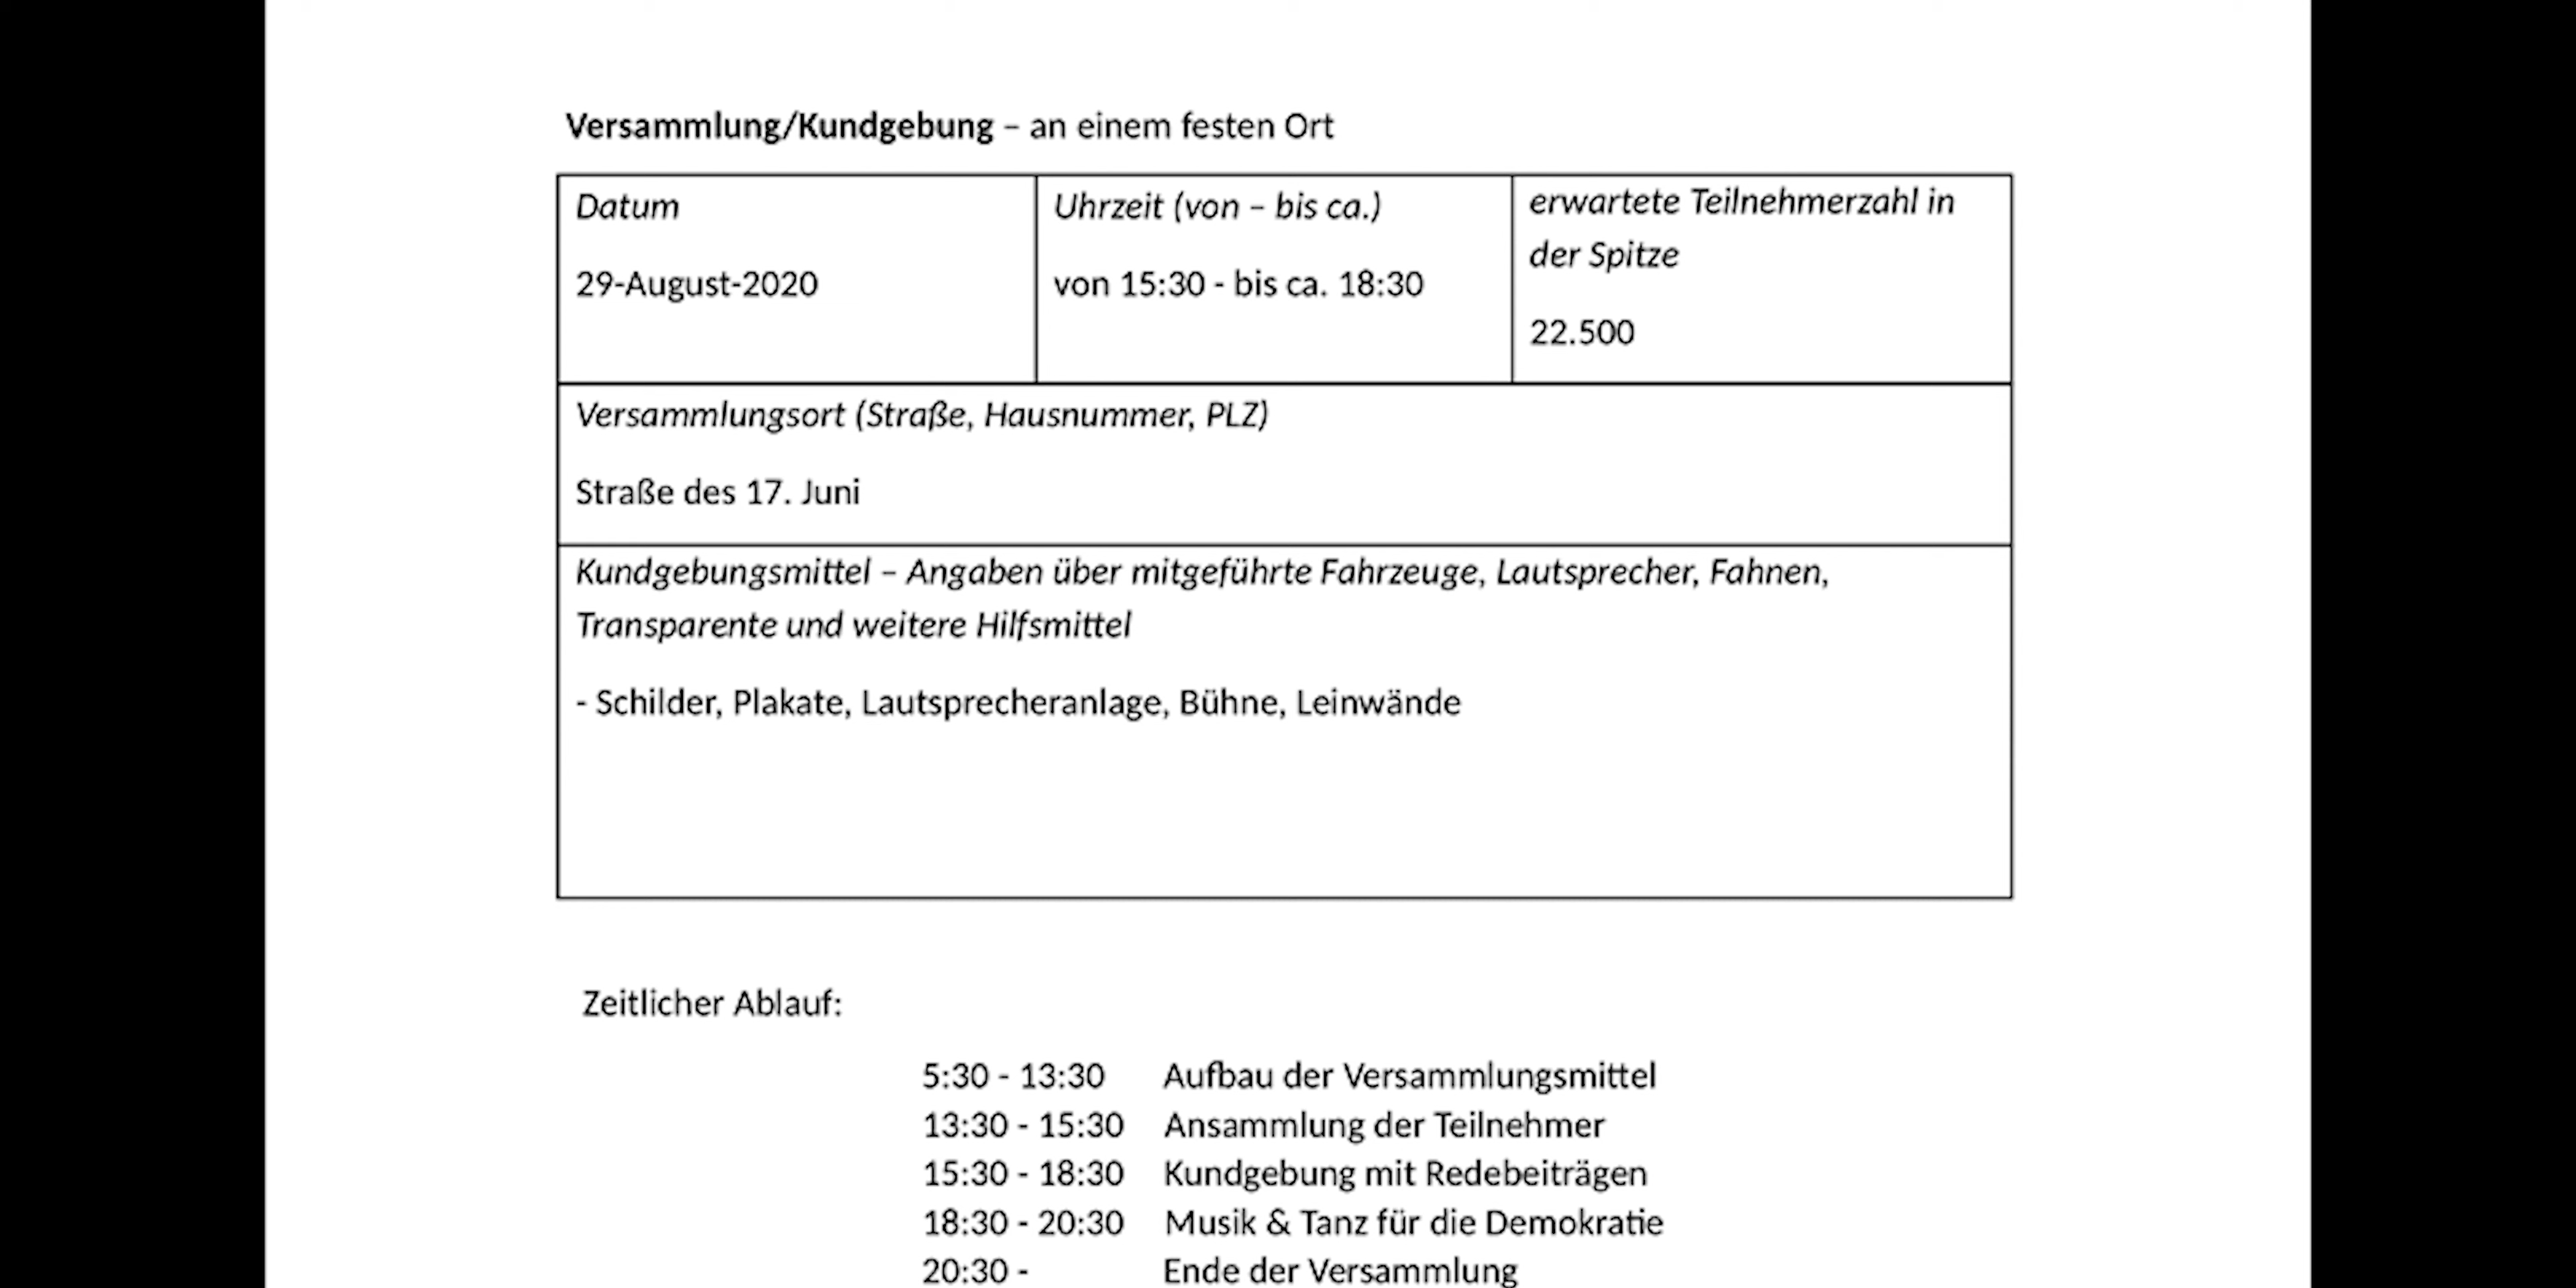 Versammlung/Kundgebung – an einem festen Ort
Datum
29-August-2020
Uhrzeit (von – bis ca.)
von 15:30 - bis ca. 18:30
erwartete Teilnehmerzahl in
der Spitze
22.500
Versammlungsort (Straße, Hausnummer, PLZ)
Straße des 17. Juni
Kundgebungsmittel – Angaben über mitgeführte Fahrzeuge, Lautsprecher, Fahnen,
Transparente und weitere Hilfsmittel
- Schilder, Plakate, Lautsprecheranlage, Bühne, Leinwände
Zeitlicher Ablauf:
5:30 - 13:30 Aufbau der Versammlungsmittel
13:30 - 15:30 Ansammlung der Teilnehmer
15:30 - 18:30 Kundgebung mit Redebeiträgen
18:30 - 20:30 Musik & Tanz für die Demokratie
20:30 - Ende der Versammlung